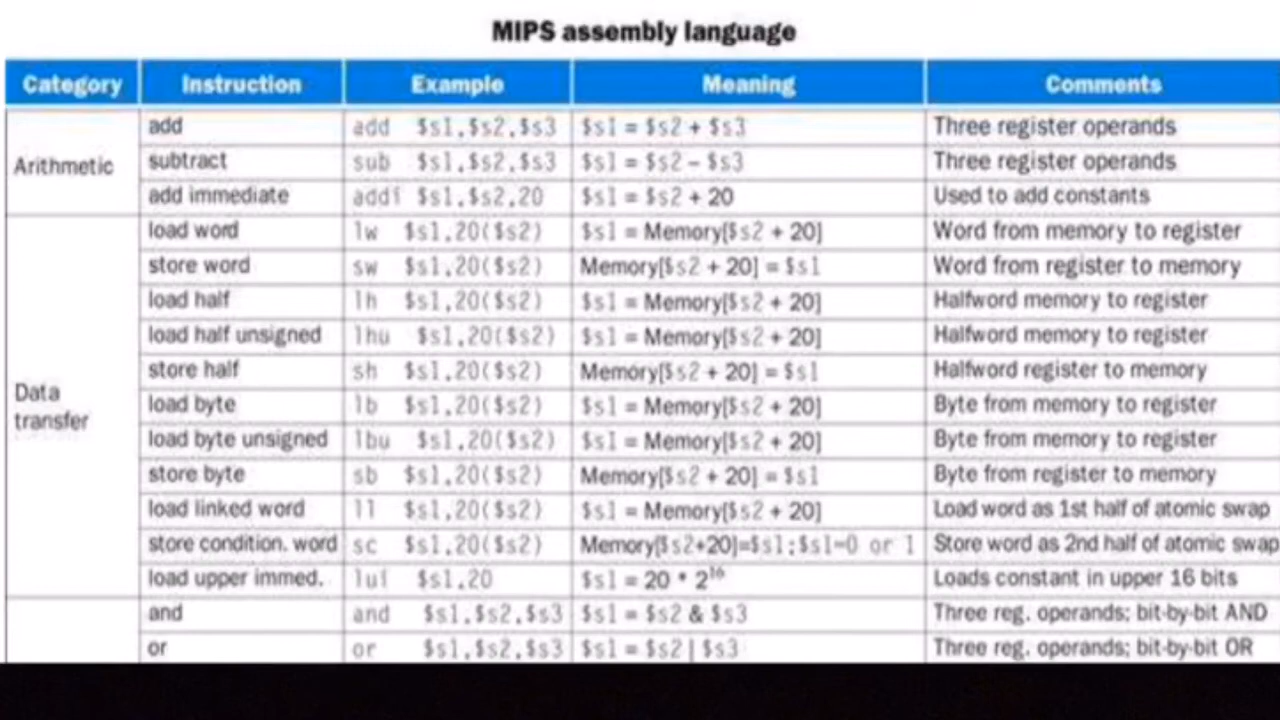 MIPS assembly language
Category Instruction Example Meaning Comments
Arithmetic
add add $s1,$s2,$s3 $s1 = $s2 + $s3 Three register operands
subtract sub $s1,$s2,$s3 $s1 = $s2 – $s3 Three register operands
add immediate addi $s1,$s2,20 $s1 = $s2 + 20 Used to add constants
Data transfer
load word lw $s1,20($s2) $s1 = Memory[$s2 + 20] Word from memory to register
store word sw $s1,20($s2) Memory[$s2 + 20] = $s1 Word from register to memory
load half lh $s1,20($s2) $s1 = Memory[$s2 + 20] Halfword memory to register
load half unsigned lhu $s1,20($s2) $s1 = Memory[$s2 + 20] Halfword memory to register
store half sh $s1,20($s2) Memory[$s2 + 20] = $s1 Halfword register to memory
load byte lb $s1,20($s2) $s1 = Memory[$s2 + 20] Byte from memory to register
load byte unsigned lbu $s1,20($s2) $s1 = Memory[$s2 + 20] Byte from memory to register
store byte sb $s1,20($s2) Memory[$s2 + 20] = $s1 Byte from register to memory
load linked word ll $s1,20($s2) $s1 = Memory[$s2 + 20] Load word as 1st half of atomic swap
store condition. word sc $s1,20($s2) Memory[$s2+20]=$s1;$s1=0 or 1 Store word as 2nd half of atomic swap
load upper immed. lui $s1,20 $s1 = 20 * 2¹⁶ Loads constant in upper 16 bits
and and $s1,$s2,$s3 $s1 = $s2 & $s3 Three reg. operands; bit-by-bit AND
or or $s1,$s2,$s3 $s1 = $s2 | $s3 Three reg. operands; bit-by-bit OR